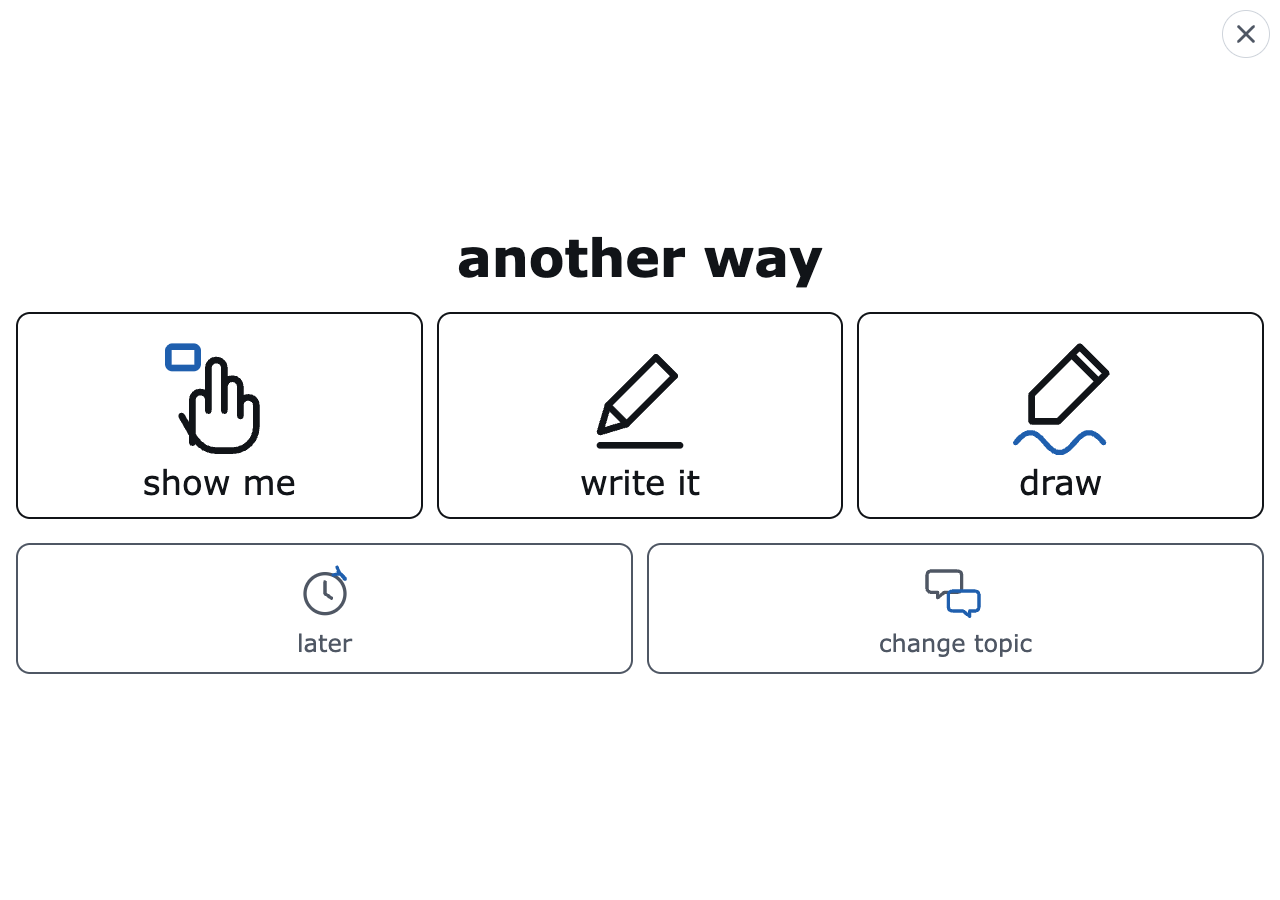 another way
show me
write it
draw
later
change topic